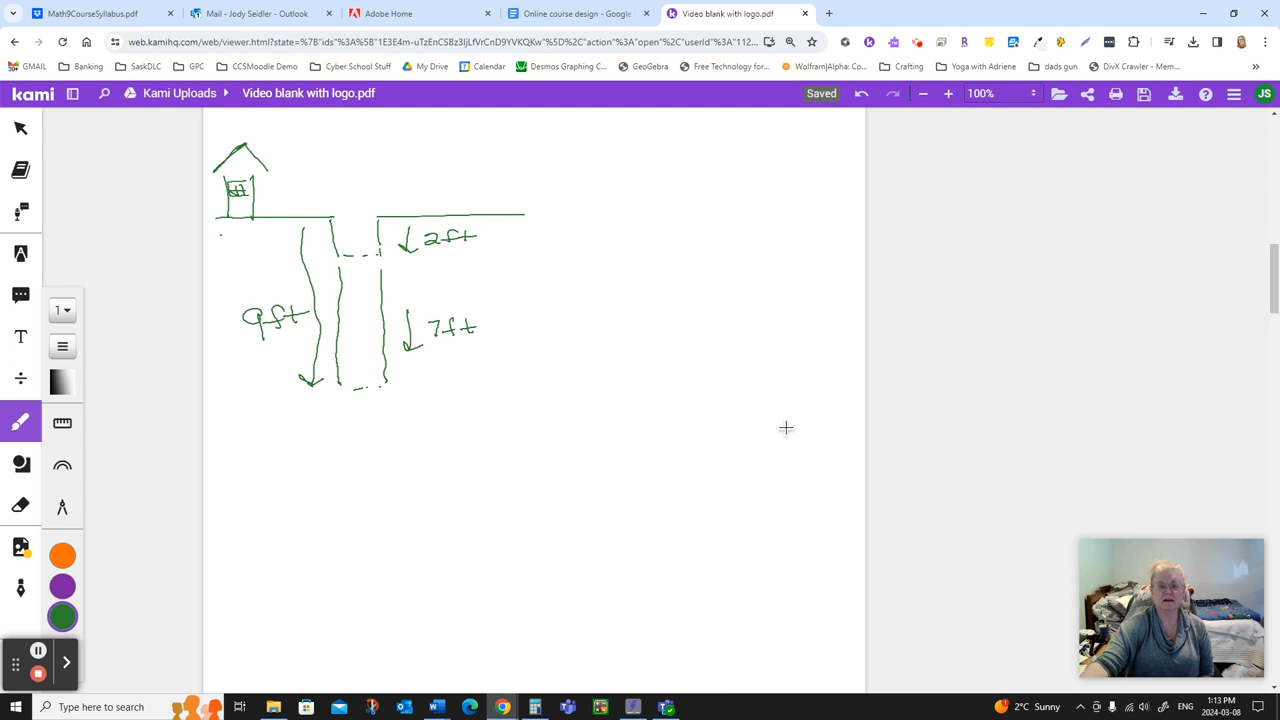 Math9CourseSyllabus.pdf
Mail - Jody Seidler - Outlook
Adobe Home
Online course design - Google
Video blank with logo.pdf
web.kamihq.com/web/viewer.html?state=%7B"ids"%3A%5B"1E3E4m-uTzEnCSBz3IjLfVrCnD9YVKQKw"%5D%2C"action"%3A"open"%2C"userId"%3A"112...
GMAIL
Banking
SaskDLC
GPC
CCSMoodle Demo
Cyber School Stuff
My Drive
Calendar
Desmos Graphing C...
GeoGebra
Free Technology for...
Wolfram|Alpha: Co...
Crafting
Yoga with Adriene
dads gun
DivX Crawler - Mem...
kami
Kami Uploads
Video blank with logo.pdf
Saved
100%
JS
2ft
9ft
7ft
1
Type here to search
2°C Sunny
1:13 PM
2024-03-08